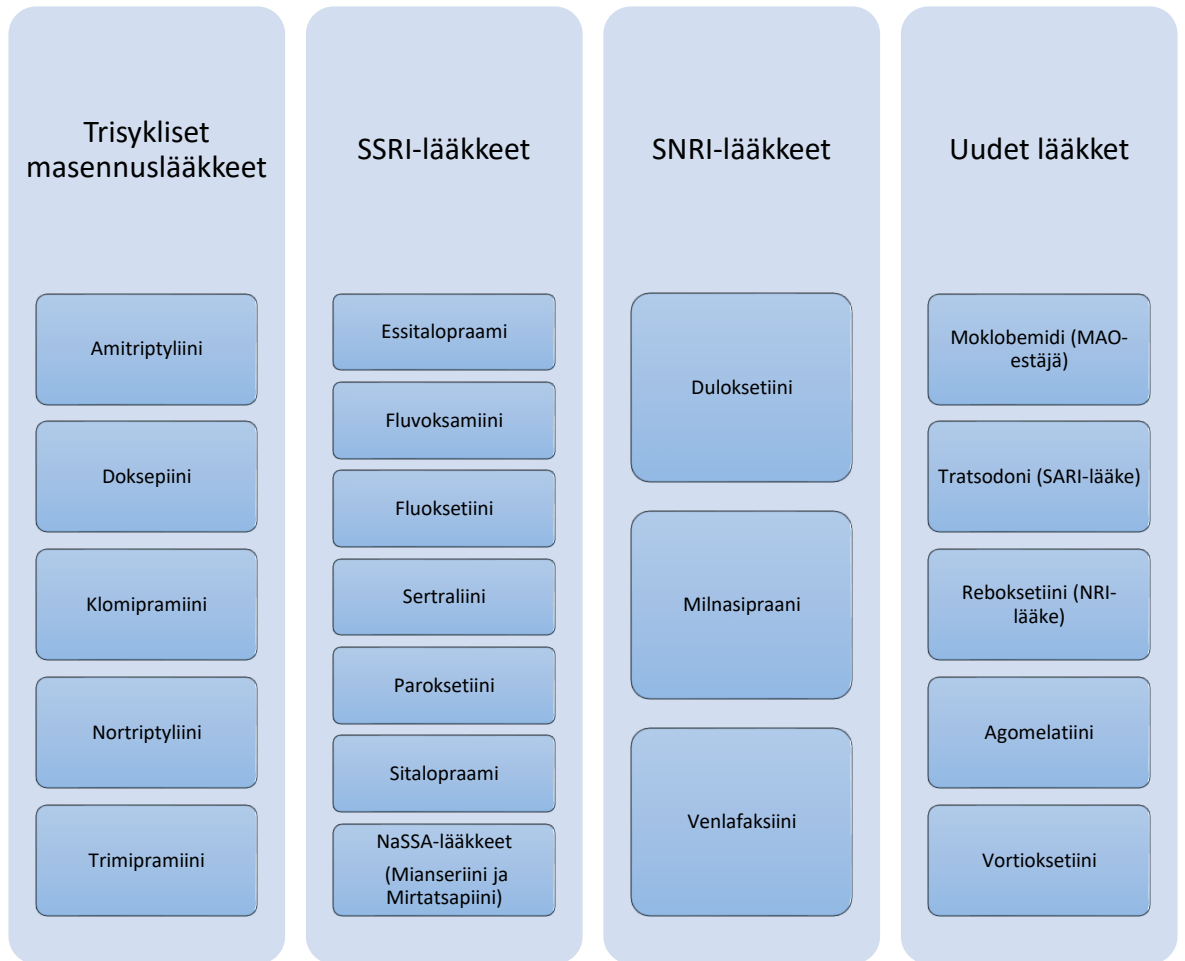 Trisykliset
masennuslääkkeet
Amitriptyliini
Doksepiini
Klomipramiini
Nortriptyliini
Trimipramiini
SSRI-lääkkeet
Essitalopraami
Fluvoksamiini
Fluoksetiini
Sertraliini
Paroksetiini
Sitalopraami
NaSSA-lääkkeet
(Mianseriini ja
Mirtatsapiini)
SNRI-lääkkeet
Duloksetiini
Milnasipraani
Venlafaksiini
Uudet lääkket
Moklobemidi (MAO-
estäjä)
Tratsodoni (SARI-lääke)
Reboksetiini (NRI-
lääke)
Agomelatiini
Vortioksetiini